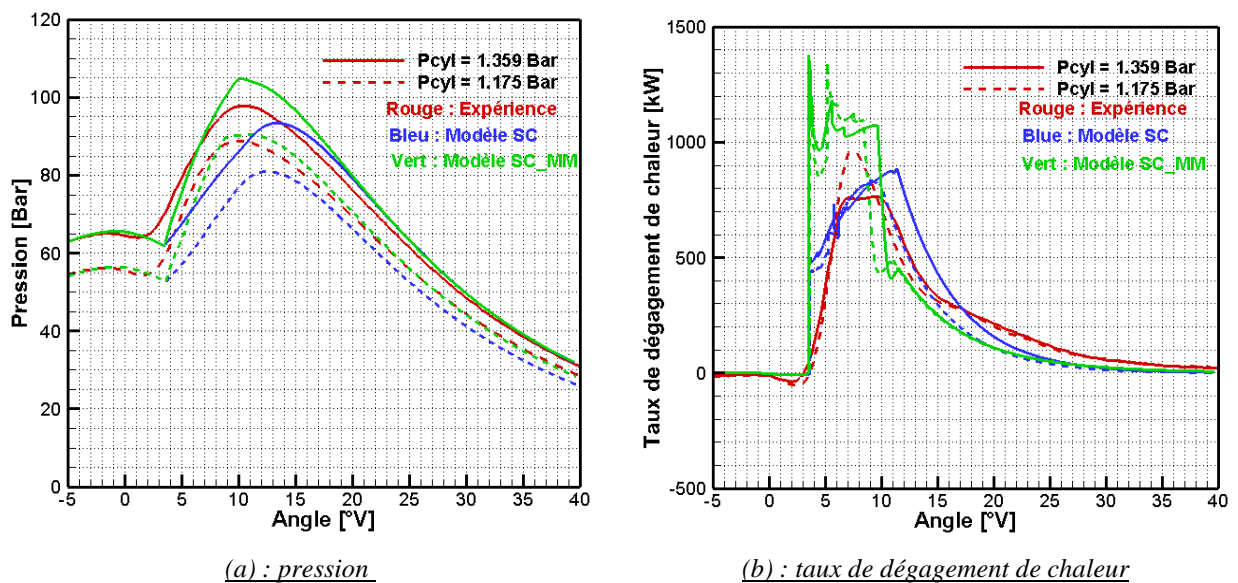 120
100
80
60
40
20
0
-5
0
5
10
15
20
25
30
35
40
Pression [Bar]
Angle [°V]
Pcyl = 1.359 Bar
Pcyl = 1.175 Bar
Rouge : Expérience
Bleu : Modèle SC
Vert : Modèle SC_MM
(a) : pression
1500
1000
500
0
-500
-5
0
5
10
15
20
25
30
35
40
Taux de dégagement de chaleur [kW]
Angle [°V]
Pcyl = 1.359 Bar
Pcyl = 1.175 Bar
Rouge : Expérience
Blue : Modèle SC
Vert : Modèle SC_MM
(b) : taux de dégagement de chaleur